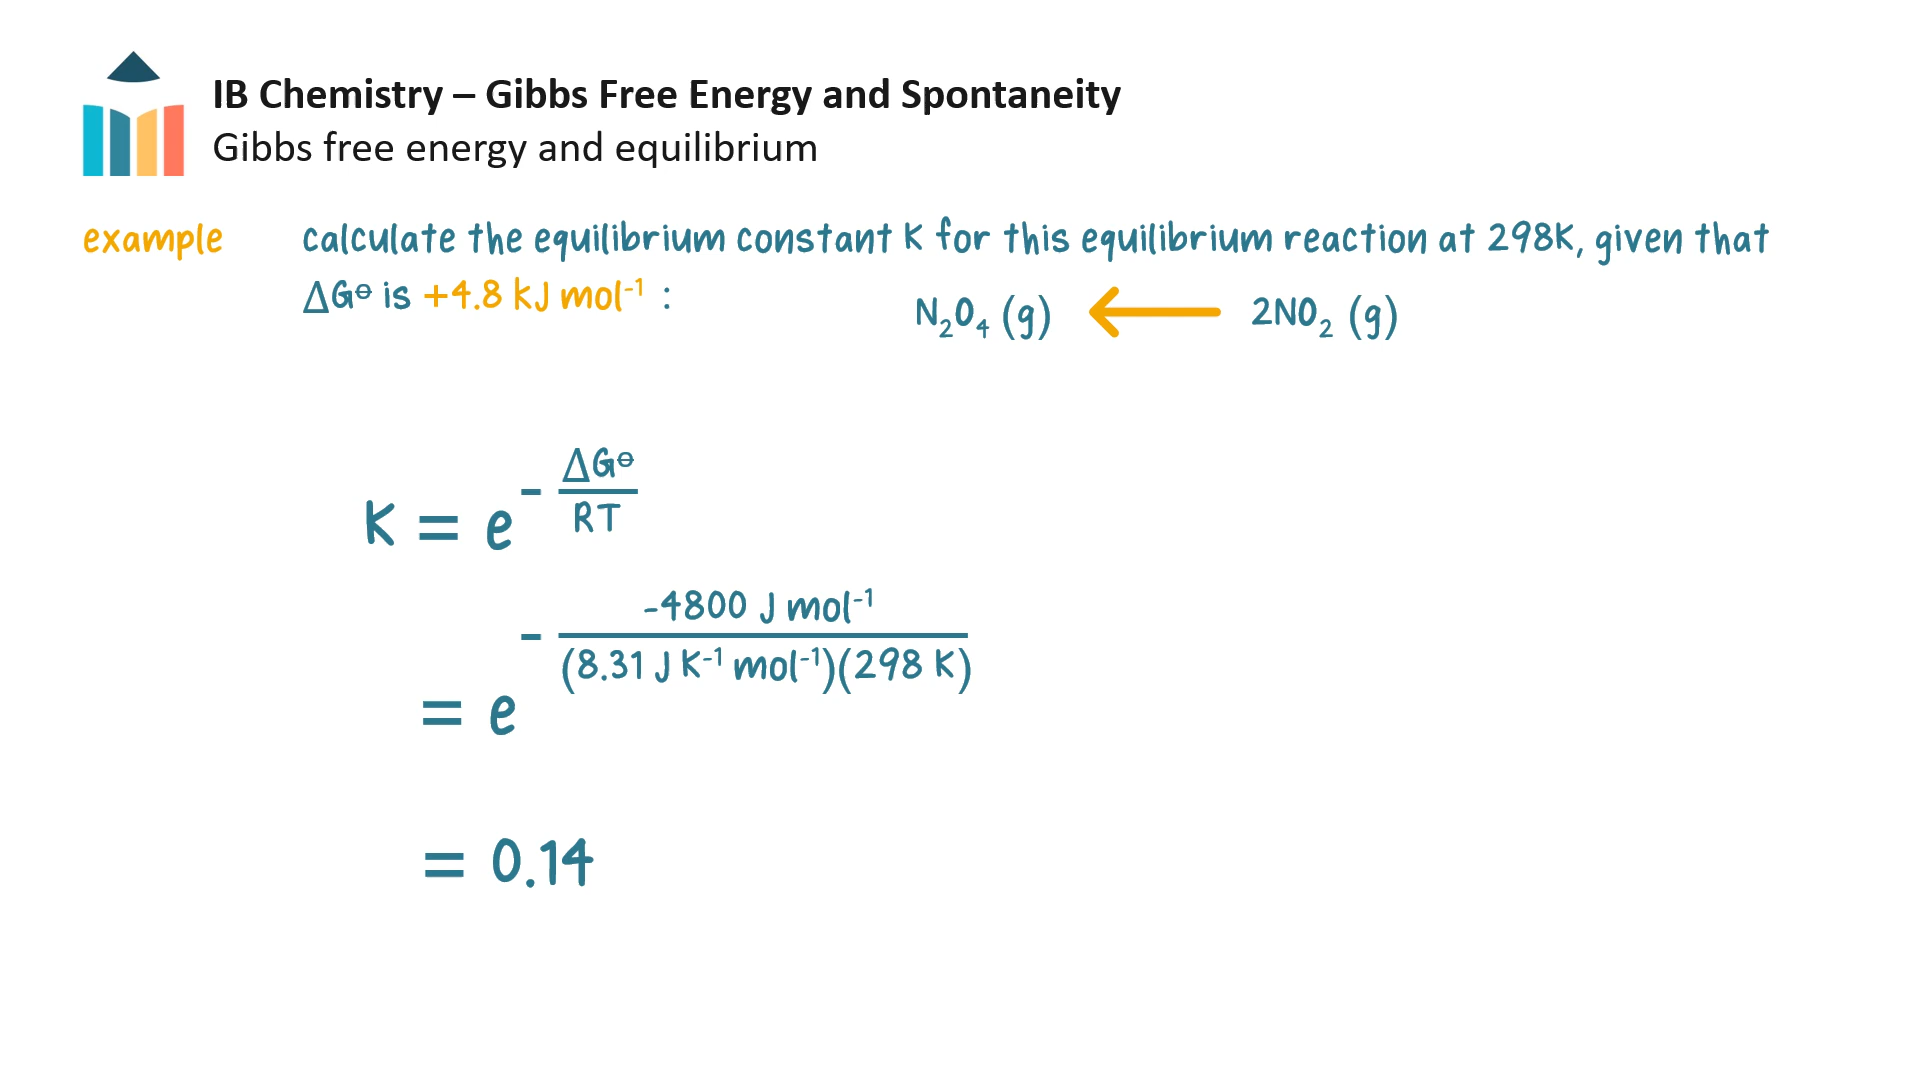 IB Chemistry – Gibbs Free Energy and Spontaneity
Gibbs free energy and equilibrium
example calculate the equilibrium constant K for this equilibrium reaction at 298K, given that
ΔG⊖ is +4.8 kJ mol⁻¹ : N₂O₄ (g) ← 2NO₂ (g)
K = e^(- ΔG⊖ / RT)
= e^(- -4800 J mol⁻¹ / (8.31 J K⁻¹ mol⁻¹)(298 K))
= 0.14